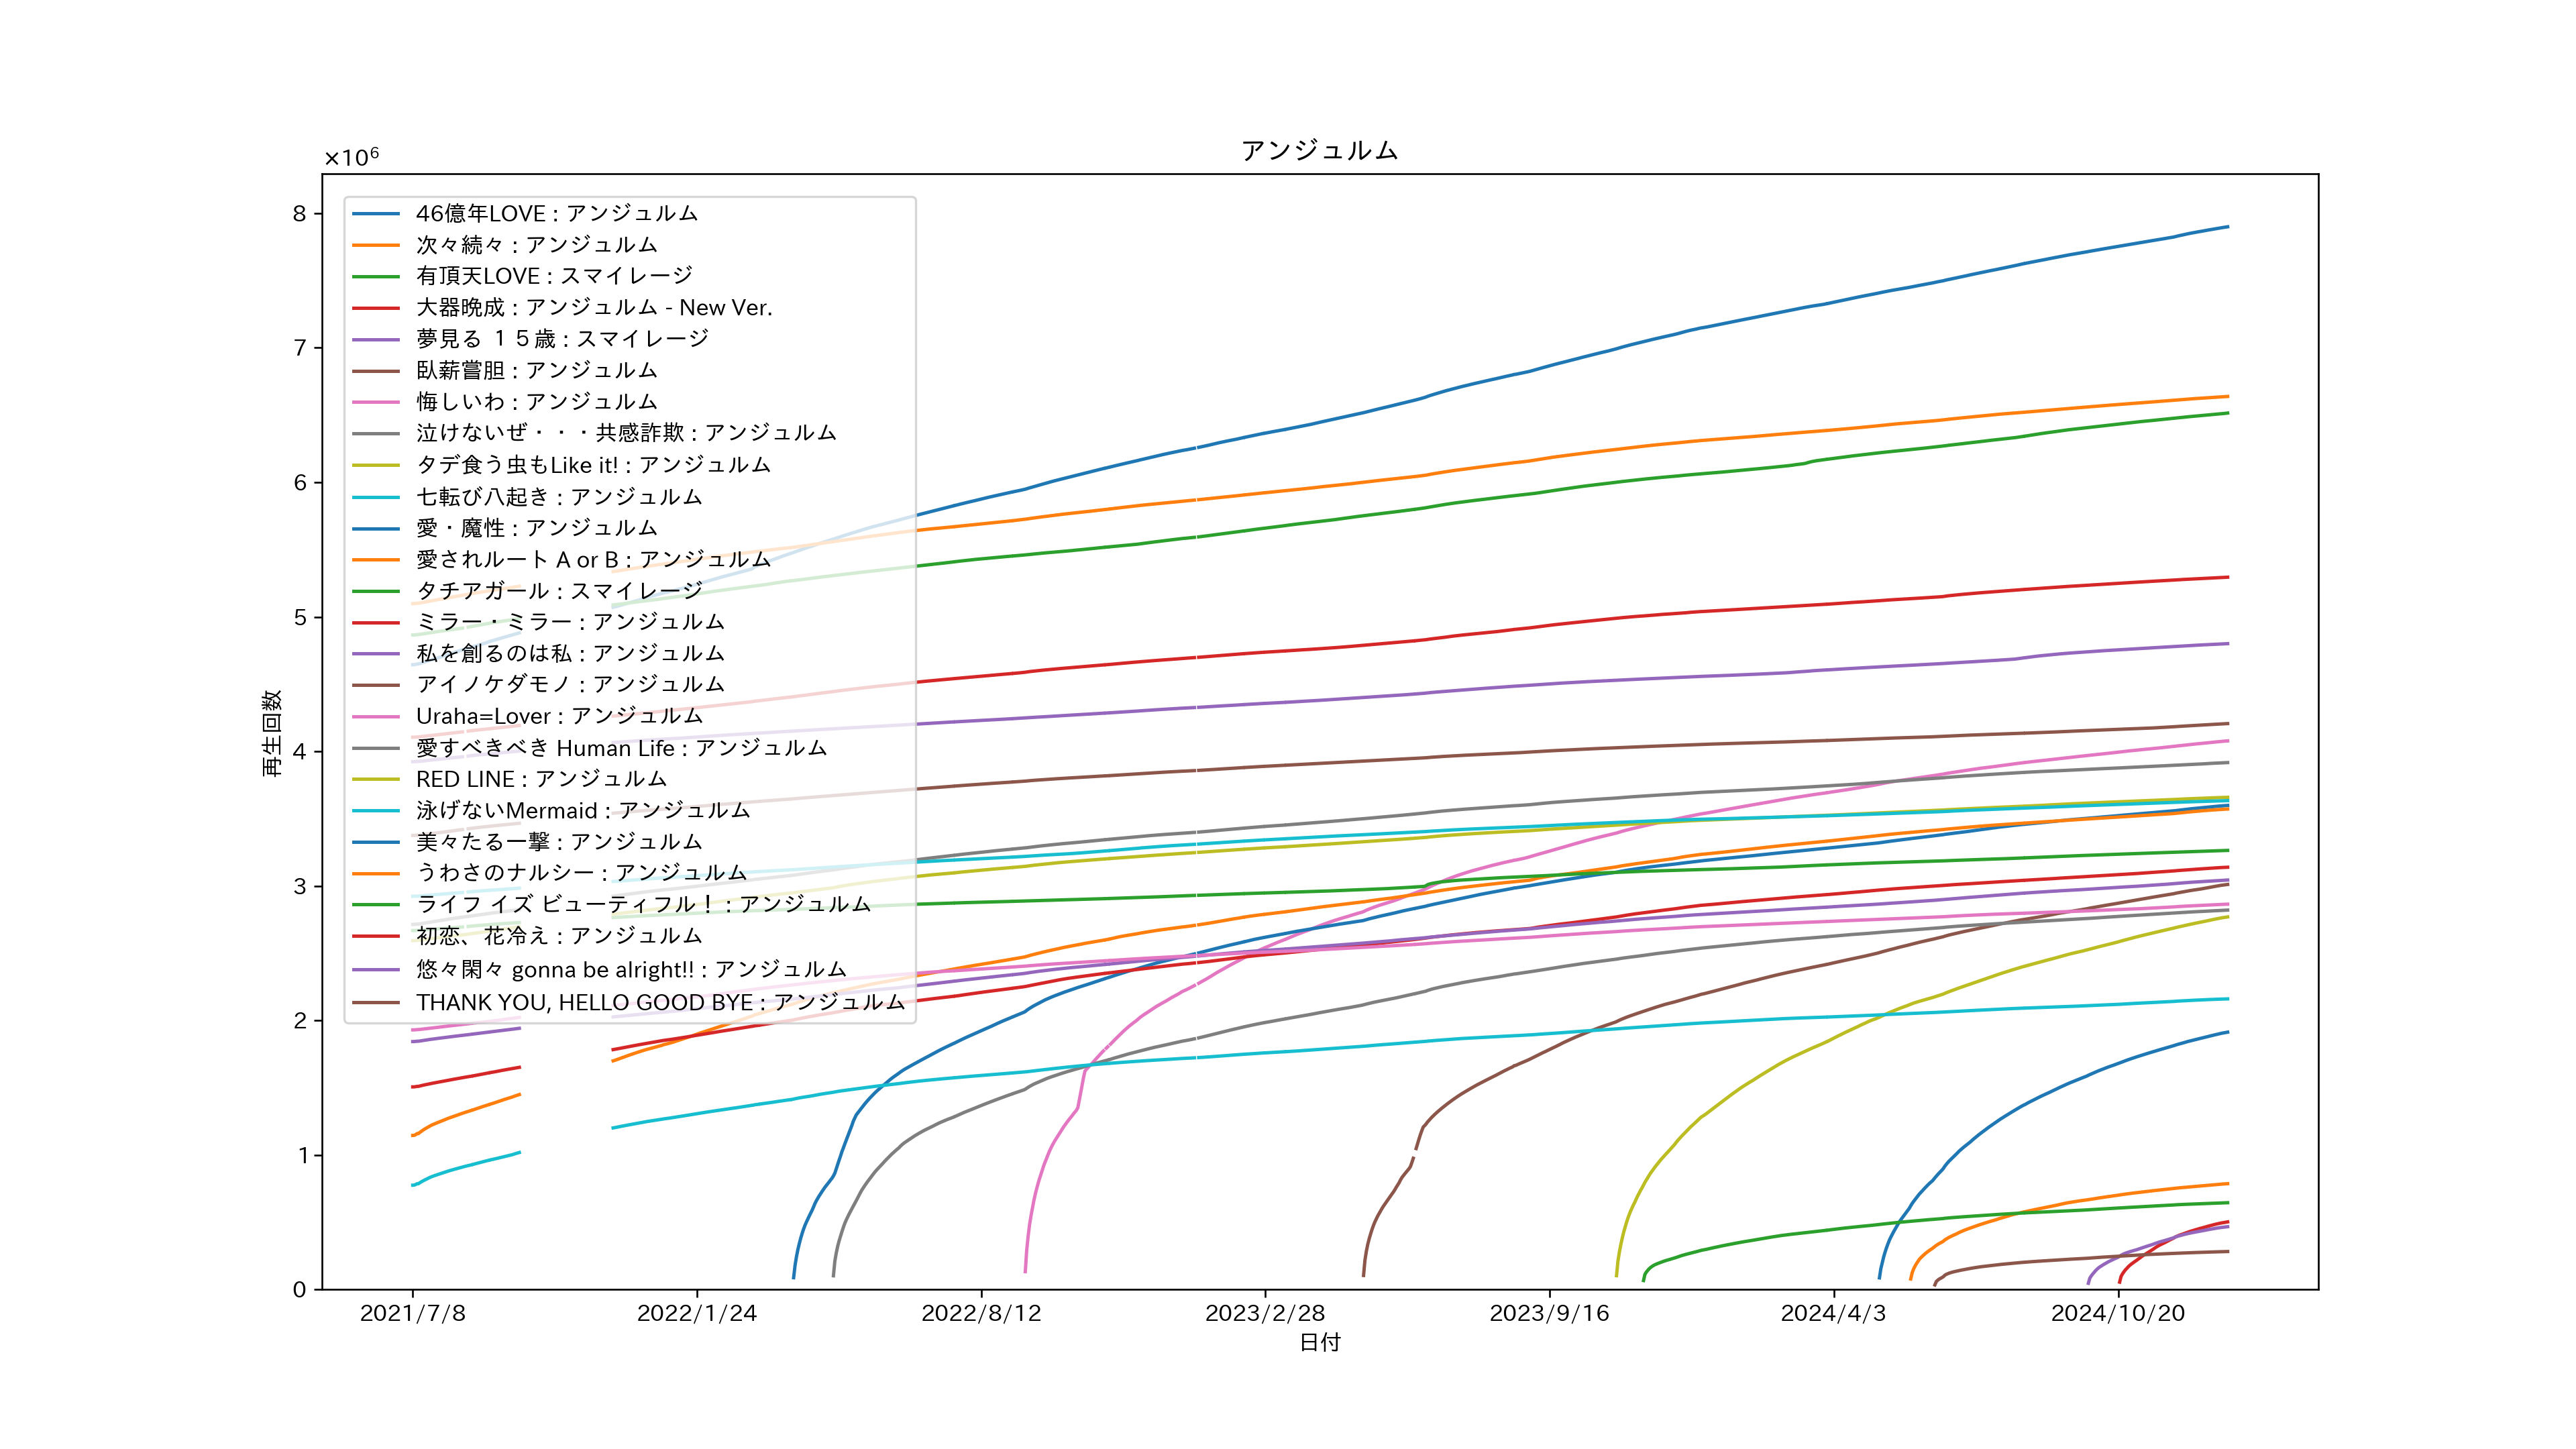 アンジュルム
×10⁶
8
7
6
5
4
3
2
1
0
再生回数
46億年LOVE : アンジュルム
次々続々 : アンジュルム
有頂天LOVE : スマイレージ
大器晩成 : アンジュルム - New Ver.
夢見る １５歳 : スマイレージ
臥薪嘗胆 : アンジュルム
悔しいわ : アンジュルム
泣けないぜ・・・共感詐欺 : アンジュルム
タデ食う虫もLike it! : アンジュルム
七転び八起き : アンジュルム
愛・魔性 : アンジュルム
愛されルート A or B : アンジュルム
タチアガール : スマイレージ
ミラー・ミラー : アンジュルム
私を創るのは私 : アンジュルム
アイノケダモノ : アンジュルム
Uraha=Lover : アンジュルム
愛すべきべき Human Life : アンジュルム
RED LINE : アンジュルム
泳げないMermaid : アンジュルム
美々たる一撃 : アンジュルム
うわさのナルシー : アンジュルム
ライフ イズ ビューティフル！ : アンジュルム
初恋、花冷え : アンジュルム
悠々閑々 gonna be alright!! : アンジュルム
THANK YOU, HELLO GOOD BYE : アンジュルム
2021/7/8 2022/1/24 2022/8/12 2023/2/28 2023/9/16 2024/4/3 2024/10/20
日付